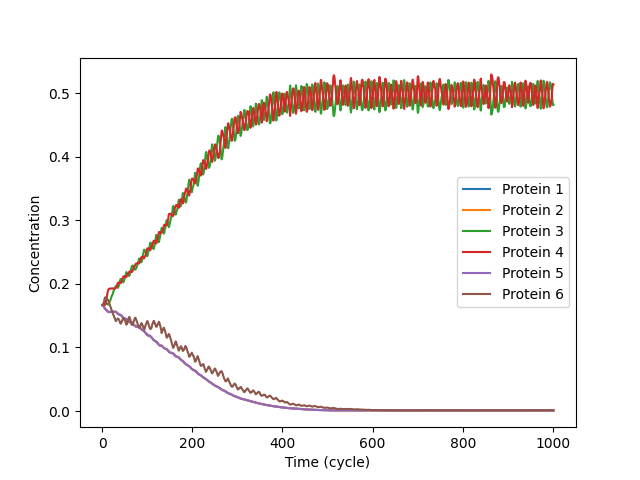 0.5
0.4
0.3
0.2
0.1
0.0
Concentration
Protein 1
Protein 2
Protein 3
Protein 4
Protein 5
Protein 6
0 200 400 600 800 1000
Time (cycle)